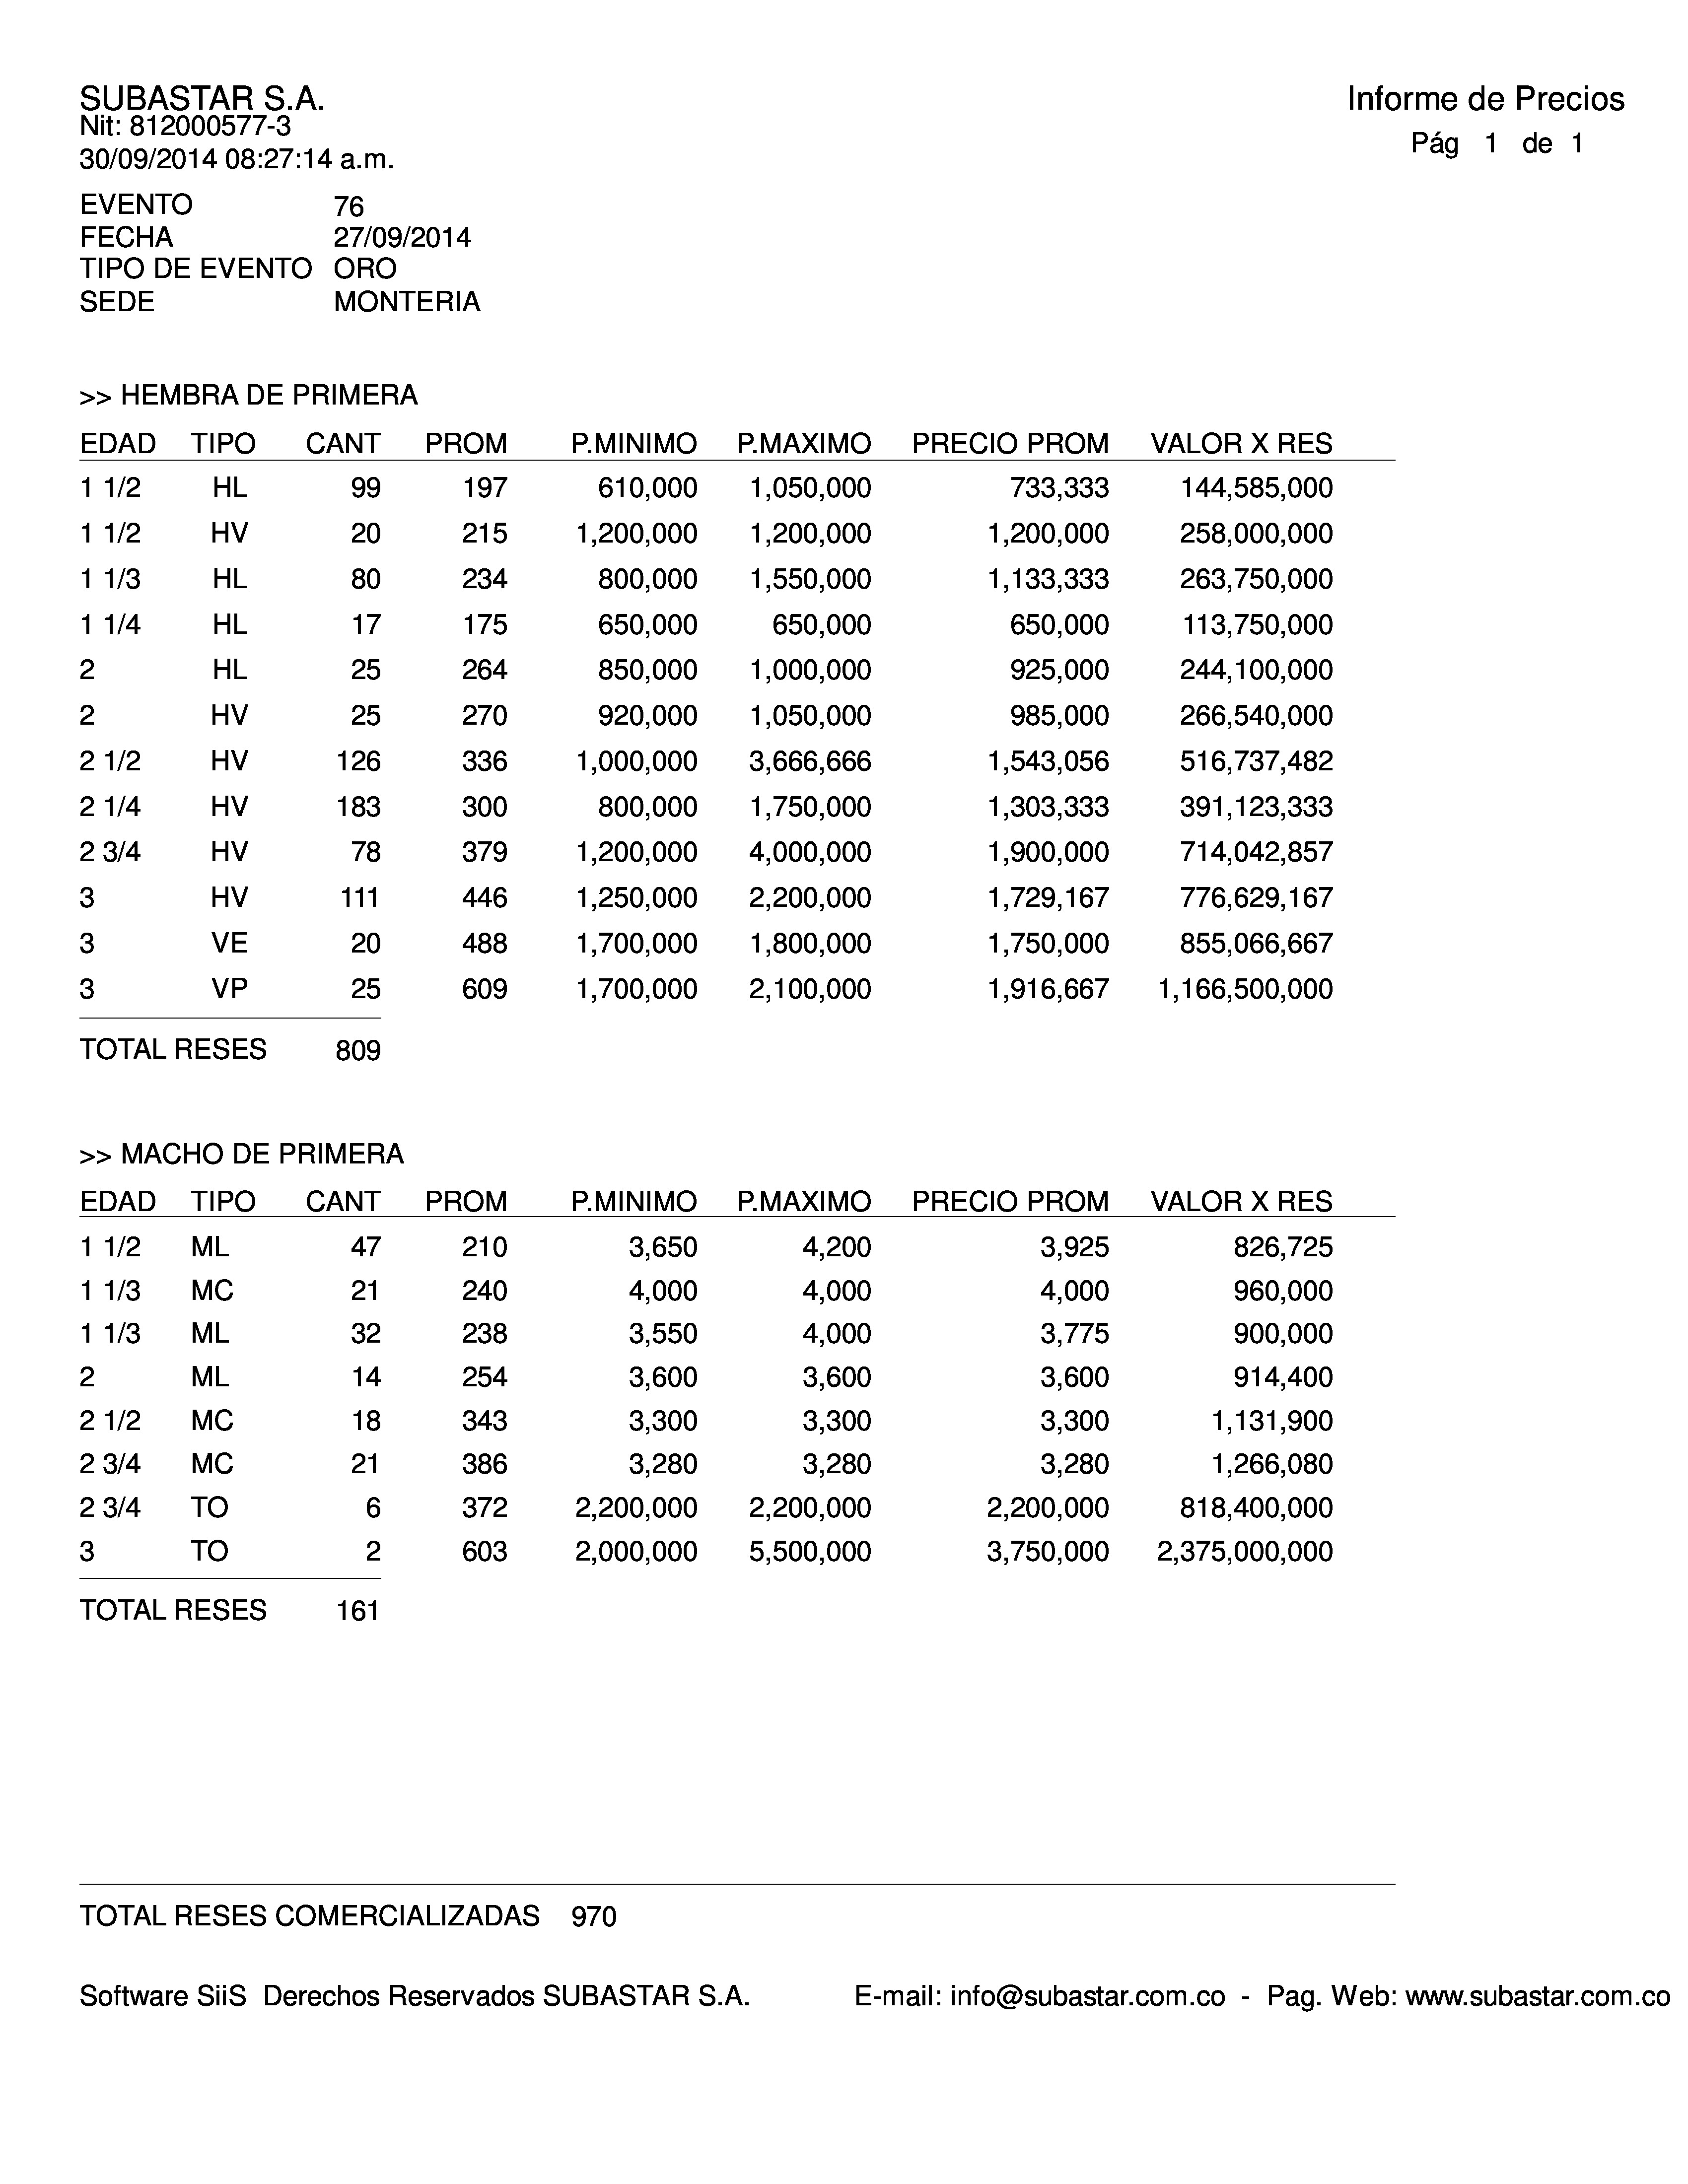 SUBASTAR S.A.
Informe de Precios
Nit: 812000577-3
Pág 1 de 1
30/09/2014 08:27:14 a.m.
EVENTO 76
FECHA 27/09/2014
TIPO DE EVENTO ORO
SEDE MONTERIA
>> HEMBRA DE PRIMERA
EDAD TIPO CANT PROM P.MINIMO P.MAXIMO PRECIO PROM VALOR X RES
1 1/2 HL 99 197 610,000 1,050,000 733,333 144,585,000
1 1/2 HV 20 215 1,200,000 1,200,000 1,200,000 258,000,000
1 1/3 HL 80 234 800,000 1,550,000 1,133,333 263,750,000
1 1/4 HL 17 175 650,000 650,000 650,000 113,750,000
2 HL 25 264 850,000 1,000,000 925,000 244,100,000
2 HV 25 270 920,000 1,050,000 985,000 266,540,000
2 1/2 HV 126 336 1,000,000 3,666,666 1,543,056 516,737,482
2 1/4 HV 183 300 800,000 1,750,000 1,303,333 391,123,333
2 3/4 HV 78 379 1,200,000 4,000,000 1,900,000 714,042,857
3 HV 111 446 1,250,000 2,200,000 1,729,167 776,629,167
3 VE 20 488 1,700,000 1,800,000 1,750,000 855,066,667
3 VP 25 609 1,700,000 2,100,000 1,916,667 1,166,500,000
TOTAL RESES 809
>> MACHO DE PRIMERA
EDAD TIPO CANT PROM P.MINIMO P.MAXIMO PRECIO PROM VALOR X RES
1 1/2 ML 47 210 3,650 4,200 3,925 826,725
1 1/3 MC 21 240 4,000 4,000 4,000 960,000
1 1/3 ML 32 238 3,550 4,000 3,775 900,000
2 ML 14 254 3,600 3,600 3,600 914,400
2 1/2 MC 18 343 3,300 3,300 3,300 1,131,900
2 3/4 MC 21 386 3,280 3,280 3,280 1,266,080
2 3/4 TO 6 372 2,200,000 2,200,000 2,200,000 818,400,000
3 TO 2 603 2,000,000 5,500,000 3,750,000 2,375,000,000
TOTAL RESES 161
TOTAL RESES COMERCIALIZADAS 970
Software SiiS Derechos Reservados SUBASTAR S.A. E-mail: info@subastar.com.co - Pag. Web: www.subastar.com.co